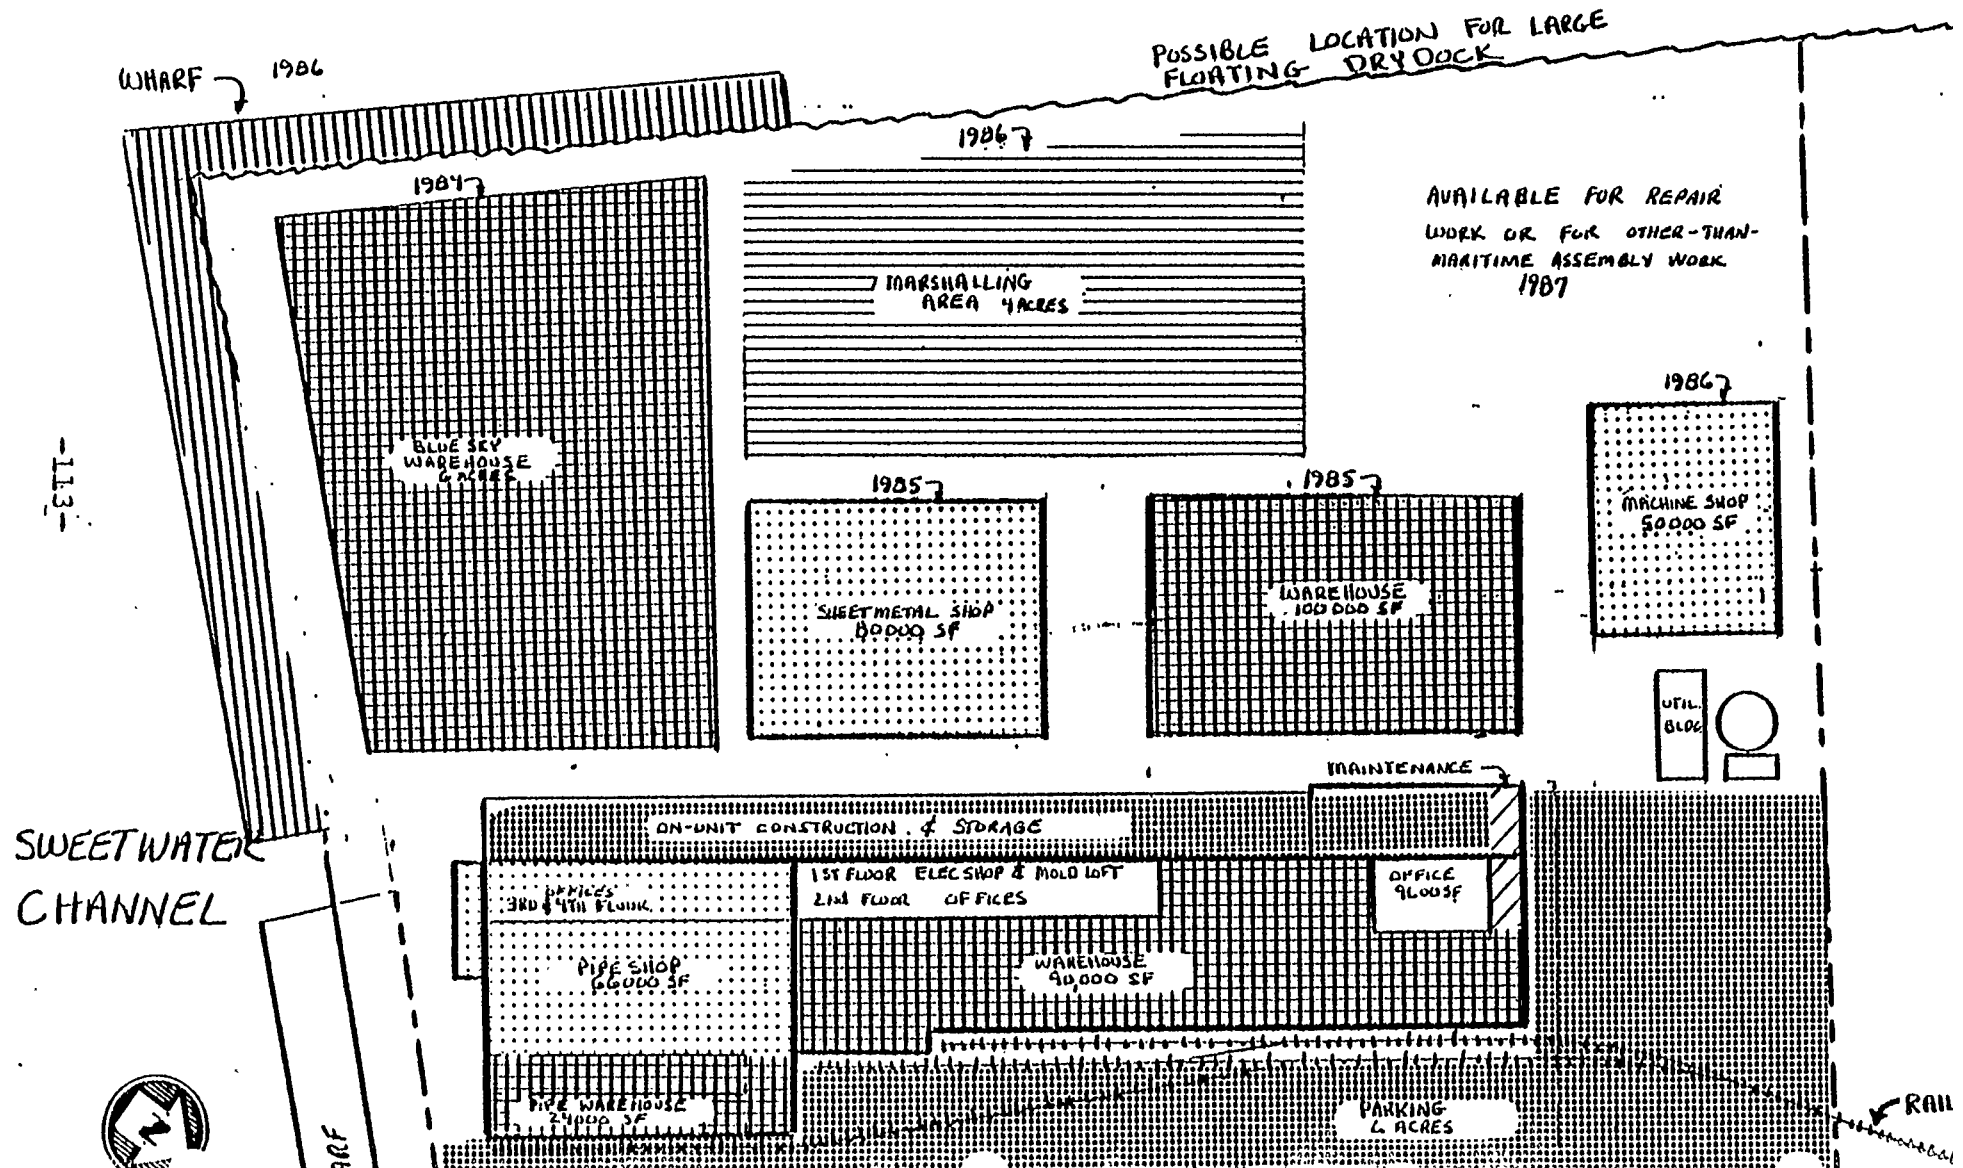 POSSIBLE LOCATION FOR LARGE
FLOATING DRYDOCK
WHARF 1986
1986
1984
AVAILABLE FOR REPAIR
WORK OR FOR OTHER-THAN-
MARITIME ASSEMBLY WORK
1987
MARSHALLING
AREA 4 ACRES
1986
BLUE SKY
WAREHOUSE
6 ACRES
-113-
1985
1985
MACHINE SHOP
50000 SF
SHEETMETAL SHOP
80000 SF
WAREHOUSE
100 000 SF
UTIL.
BLDG
MAINTENANCE
ON-UNIT CONSTRUCTION & STORAGE
SWEETWATER
CHANNEL
OFFICES
3RD & 4TH FLOOR
1ST FLOOR ELEC SHOP & MOLD LOFT
2ND FLOOR OFFICES
OFFICE
9600 SF
PIPE SHOP
66000 SF
WAREHOUSE
90,000 SF
PIPE WAREHOUSE
24000 SF
PARKING
6 ACRES
RAIL
N
ARF